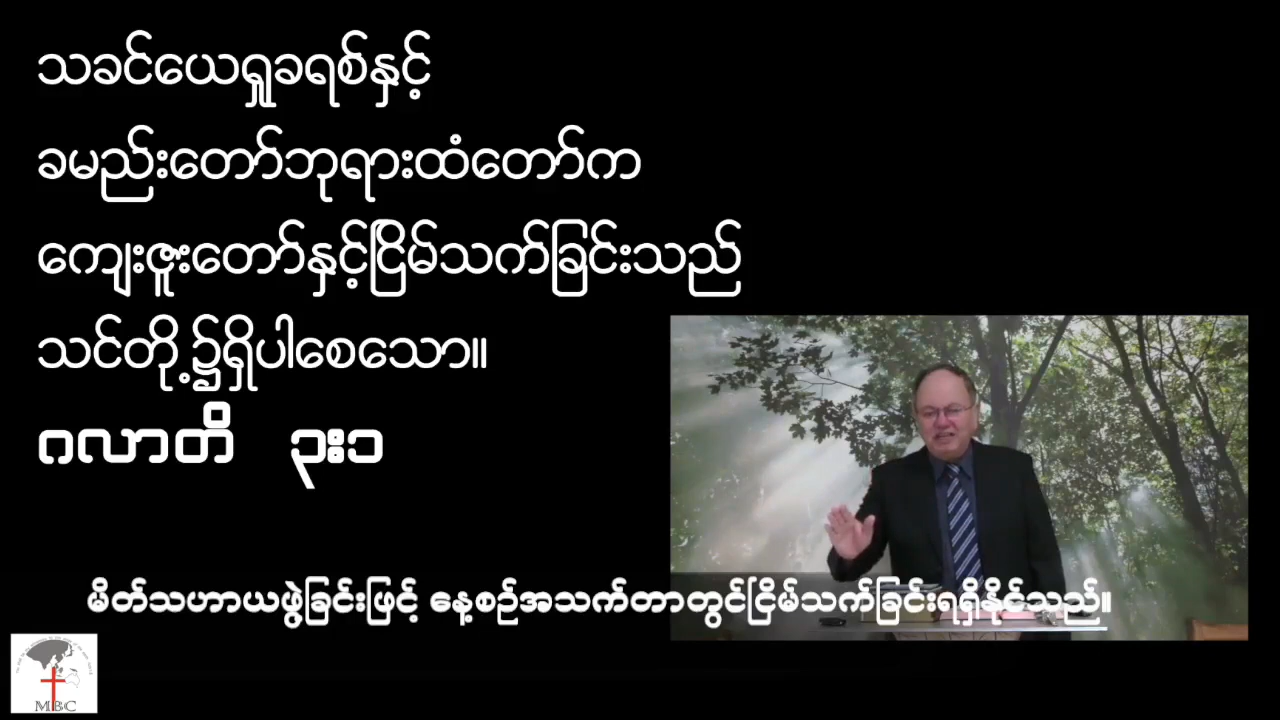 သခင်ယေရှုခရစ်နှင့်
ခမည်းတော်ဘုရားထံတော်က
ကျေးဇူးတော်နှင့်ငြိမ်သက်ခြင်းသည်
သင်တို့၌ရှိပါစေသော။
ဂလာတိ ၃း၁
မိတ်သဟာယဖွဲ့ခြင်းဖြင့် နေ့စဉ်အသက်တာတွင်ငြိမ်သက်ခြင်းရရှိနိုင်သည်။
MBC